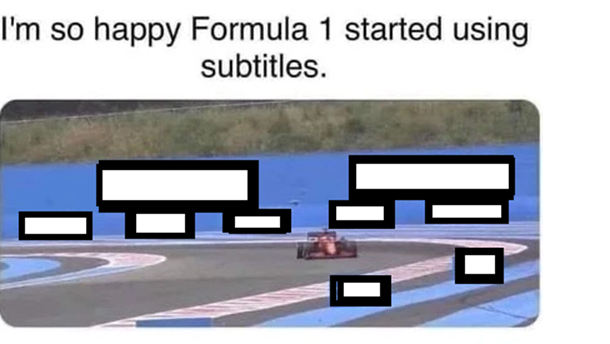 I'm so happy Formula 1 started using
subtitles.